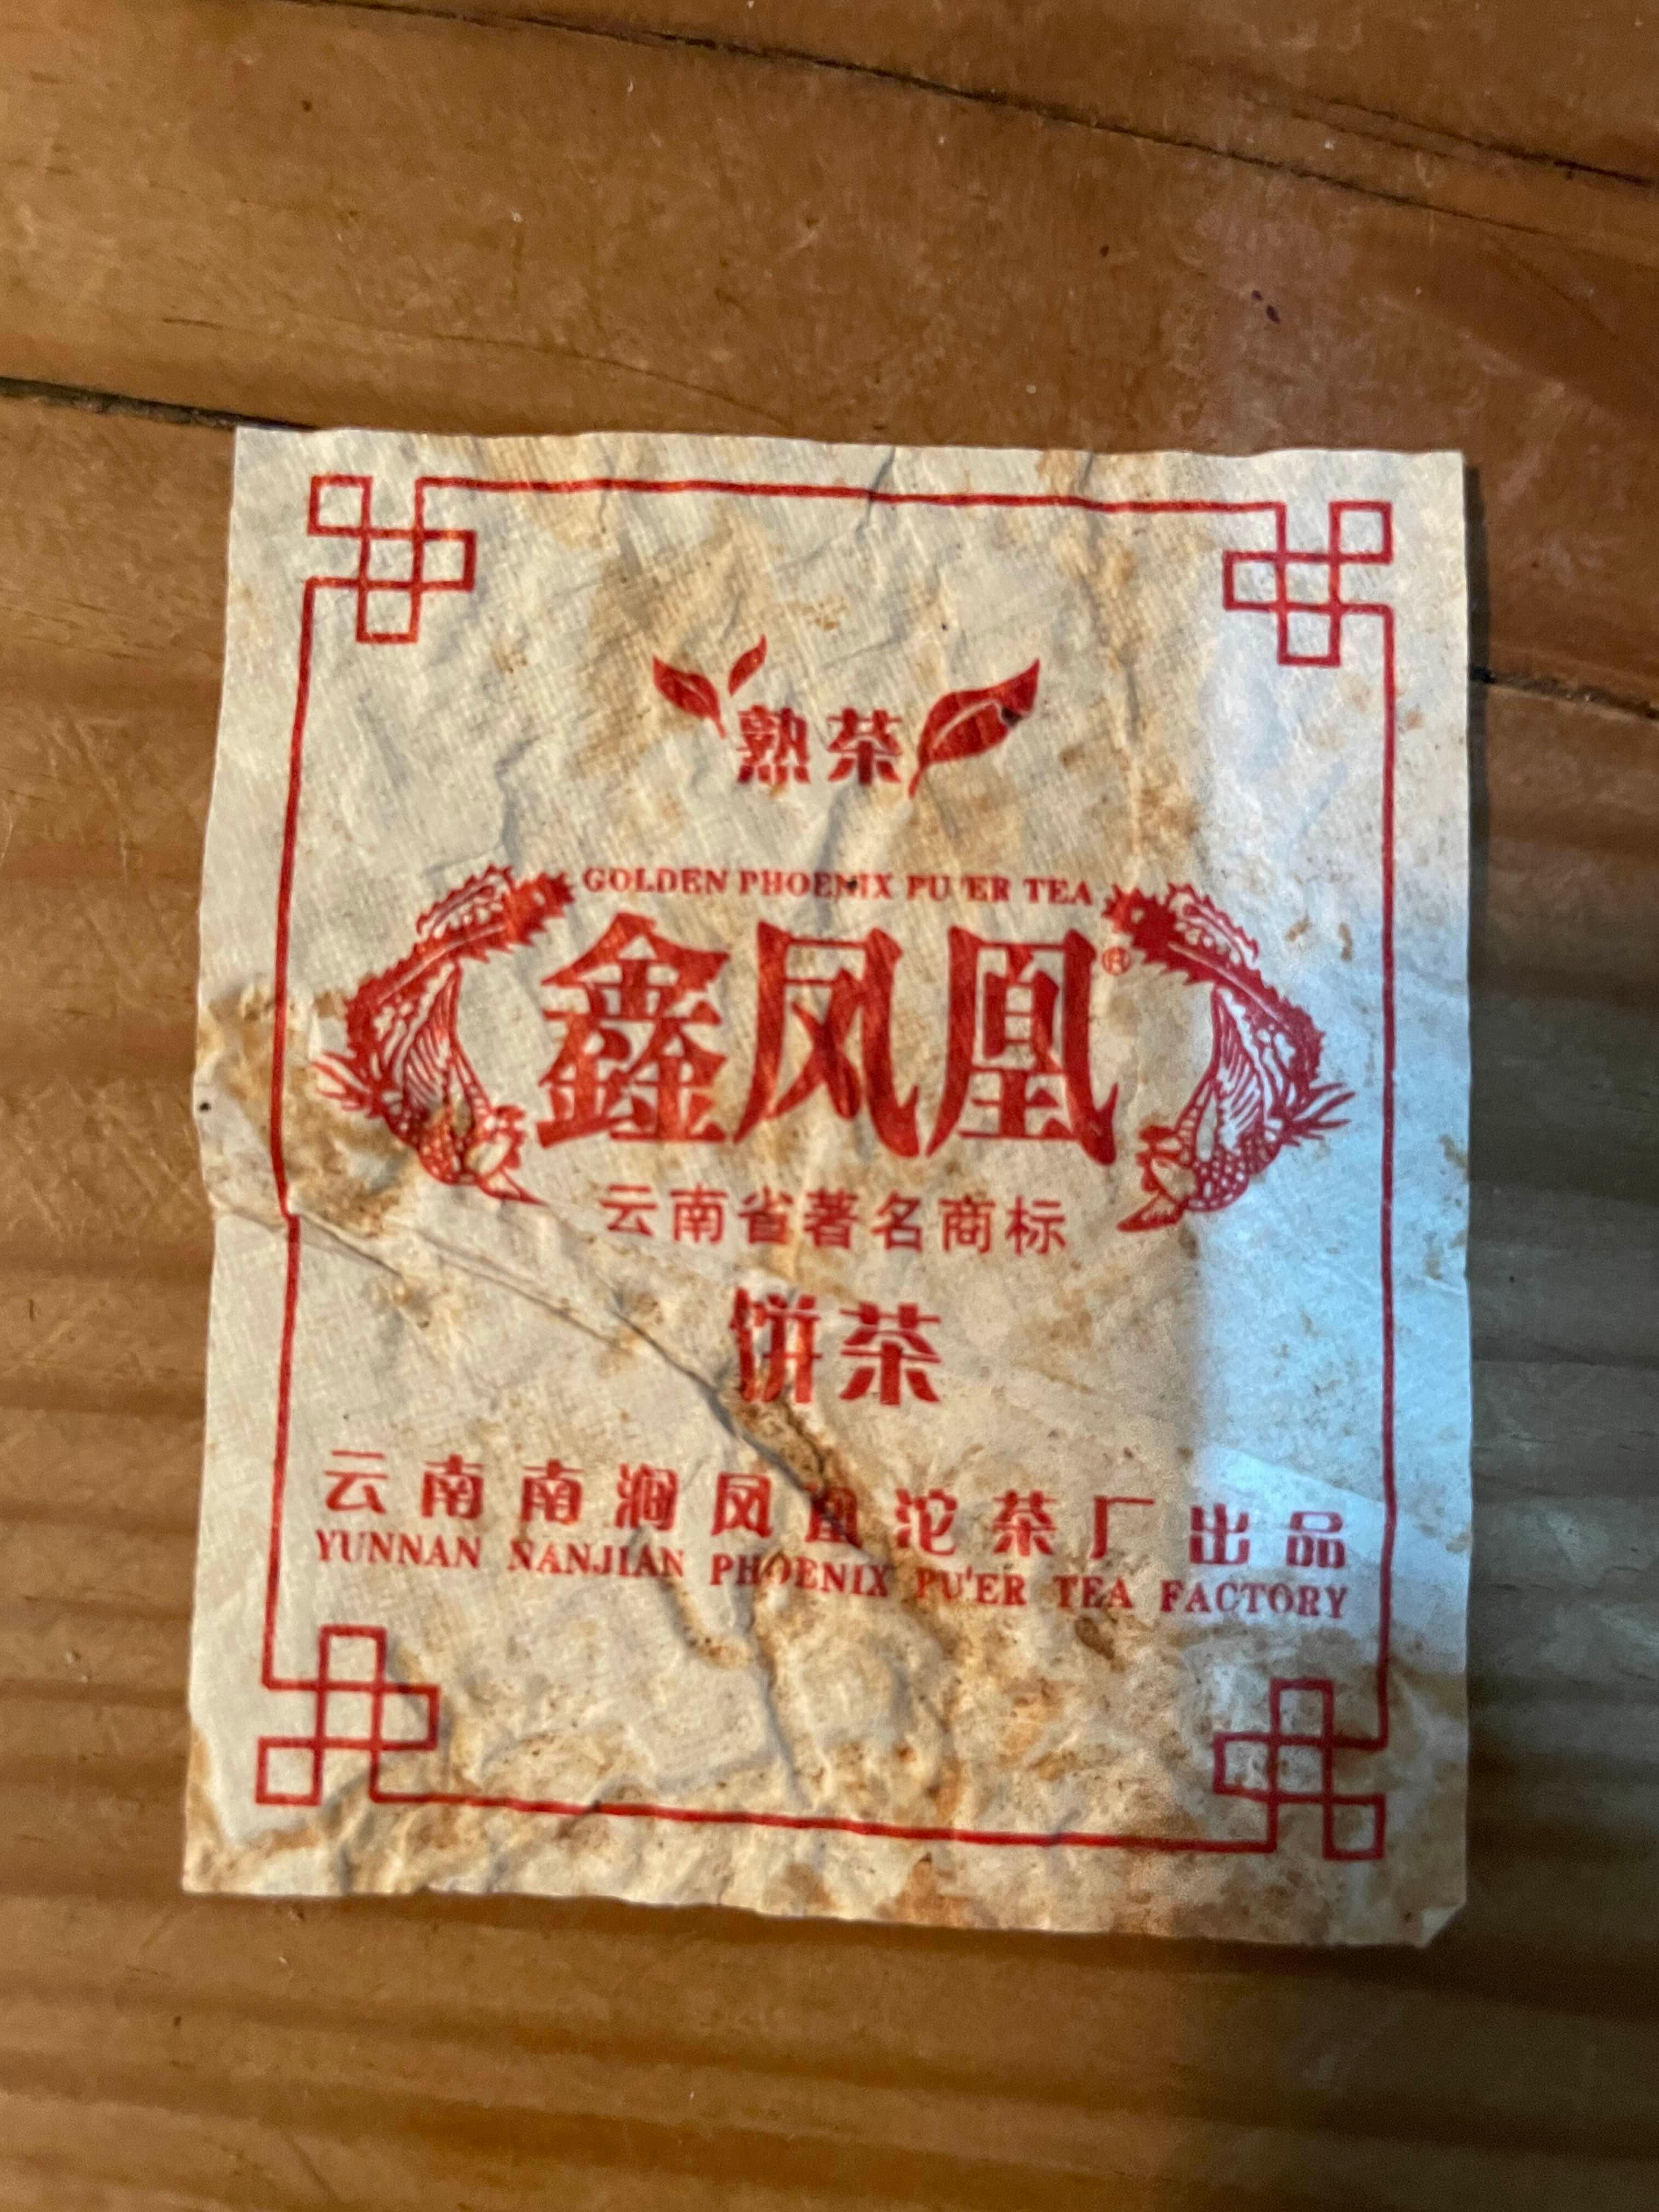 熟茶
GOLDEN PHOENIX PU'ER TEA
鑫凤凰®
云南省著名商标
饼茶
云南南涧凤凰沱茶厂出品
YUNNAN NANJIAN PHOENIX PU'ER TEA FACTORY